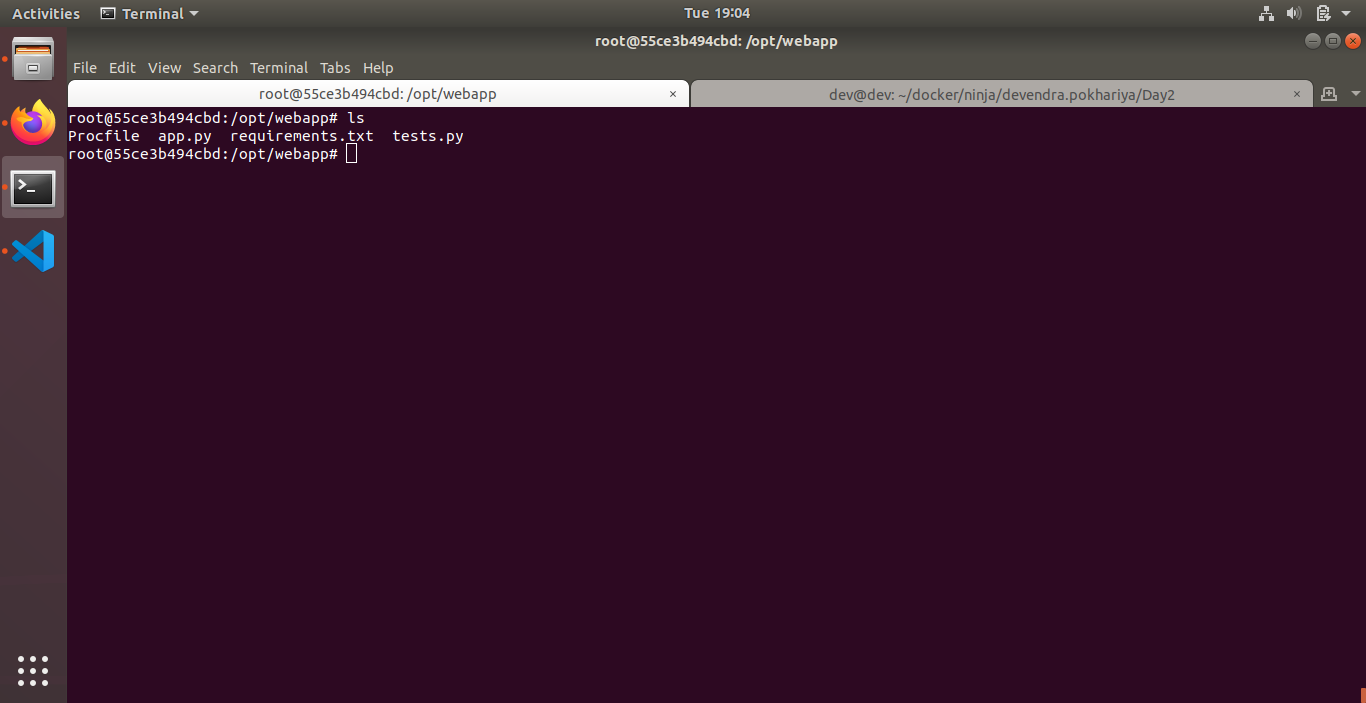 Activities Terminal Tue 19:04
root@55ce3b494cbd: /opt/webapp
File Edit View Search Terminal Tabs Help
root@55ce3b494cbd: /opt/webapp × dev@dev: ~/docker/ninja/devendra.pokhariya/Day2 ×
root@55ce3b494cbd:/opt/webapp# ls
Procfile  app.py  requirements.txt  tests.py
root@55ce3b494cbd:/opt/webapp#